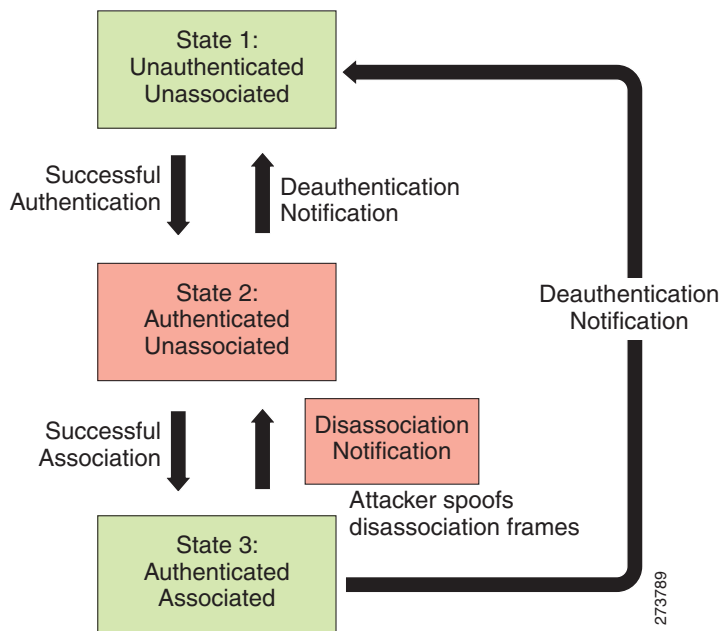 State 1:
Unauthenticated
Unassociated
Successful
Authentication
Deauthentication
Notification
State 2:
Authenticated
Unassociated
Deauthentication
Notification
Successful
Association
Disassociation
Notification
Attacker spoofs
disassociation frames
State 3:
Authenticated
Associated
273789